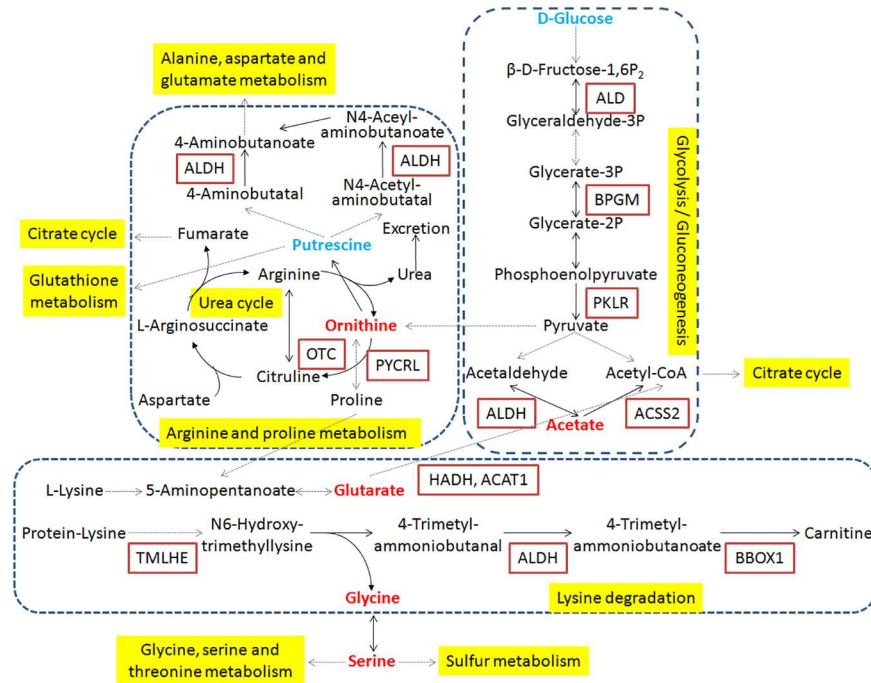 D-Glucose
Alanine, aspartate and
glutamate metabolism
β-D-Fructose-1,6P2
ALD
Glyceraldehyde-3P
N4-Aceyl-
aminobutanoate
4-Aminobutanoate
ALDH
ALDH
4-Aminobutatal
N4-Acetyl-
aminobutatal
Glycerate-3P
BPGM
Glycerate-2P
Glycolysis / Gluconeogenesis
Citrate cycle
Fumarate
Putrescine
Excretion
Glutathione
metabolism
Arginine
Urea
Phosphoenolpyruvate
Urea cycle
PKLR
L-Arginosuccinate
Ornithine
Pyruvate
OTC
PYCRL
Citruline
Acetaldehyde
Acetyl-CoA
Citrate cycle
Aspartate
Proline
ALDH
Acetate
ACSS2
Arginine and proline metabolism
L-Lysine
5-Aminopentanoate
Glutarate
HADH, ACAT1
Protein-Lysine
N6-Hydroxy-
trimethyllysine
4-Trimetyl-
ammoniobutanal
4-Trimetyl-
ammoniobutanoate
Carnitine
TMLHE
ALDH
BBOX1
Glycine
Lysine degradation
Glycine, serine and
threonine metabolism
Serine
Sulfur metabolism